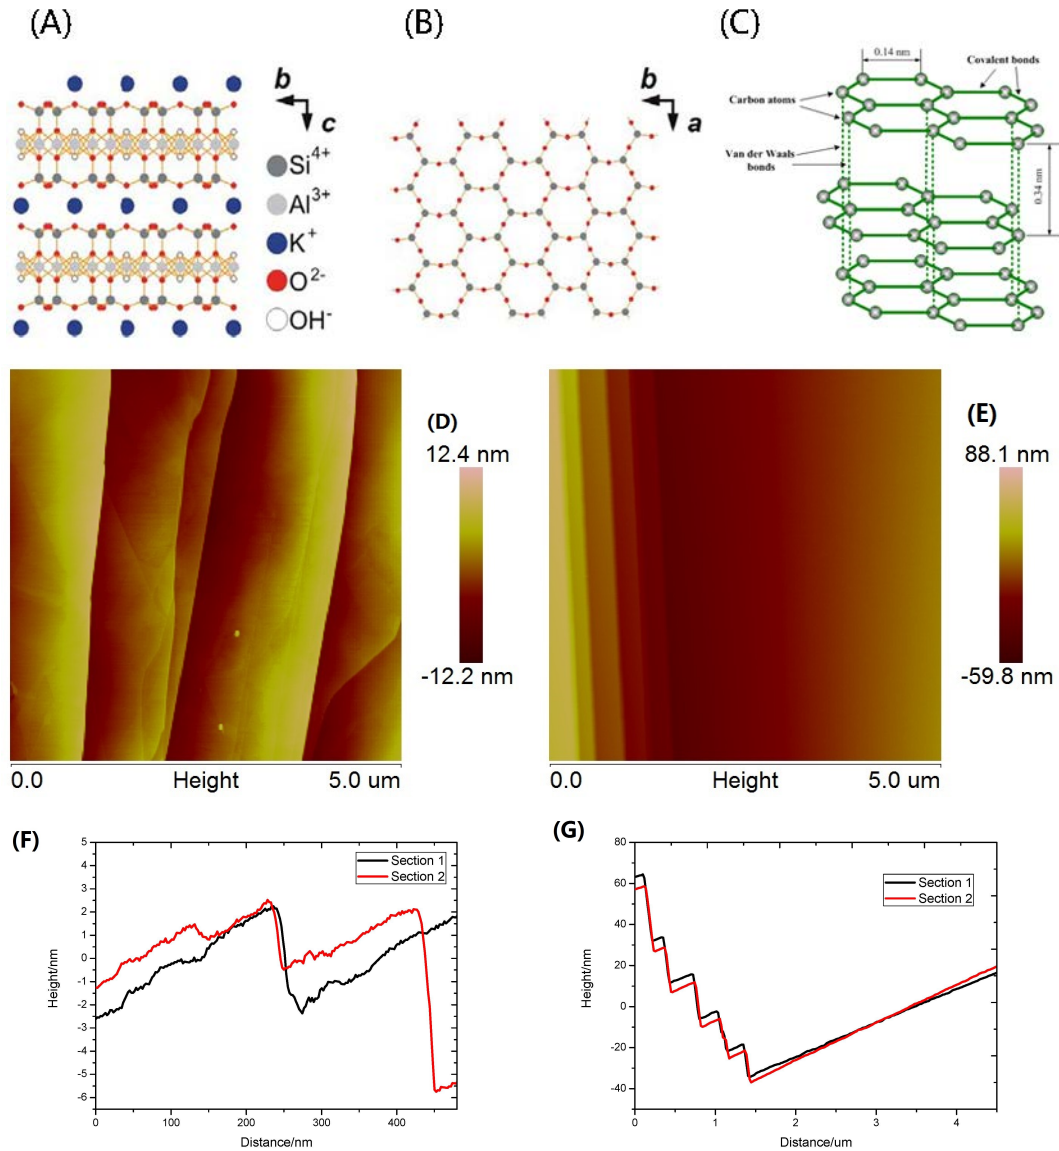 (A)
(B)
(C)
b
c
Si4+
Al3+
K+
O2-
OH-
b
a
0.14 nm
Covalent bonds
Carbon atoms
Van der Waals
bonds
0.34 nm
(D)
12.4 nm
-12.2 nm
0.0 Height 5.0 um
(E)
88.1 nm
-59.8 nm
0.0 Height 5.0 um
(F)
5
4
3
2
1
0
-1
-2
-3
-4
-5
-6
Height/nm
Section 1
Section 2
0 100 200 300 400
Distance/nm
(G)
80
60
40
20
0
-20
-40
Height/nm
Section 1
Section 2
0 1 2 3 4
Distance/um